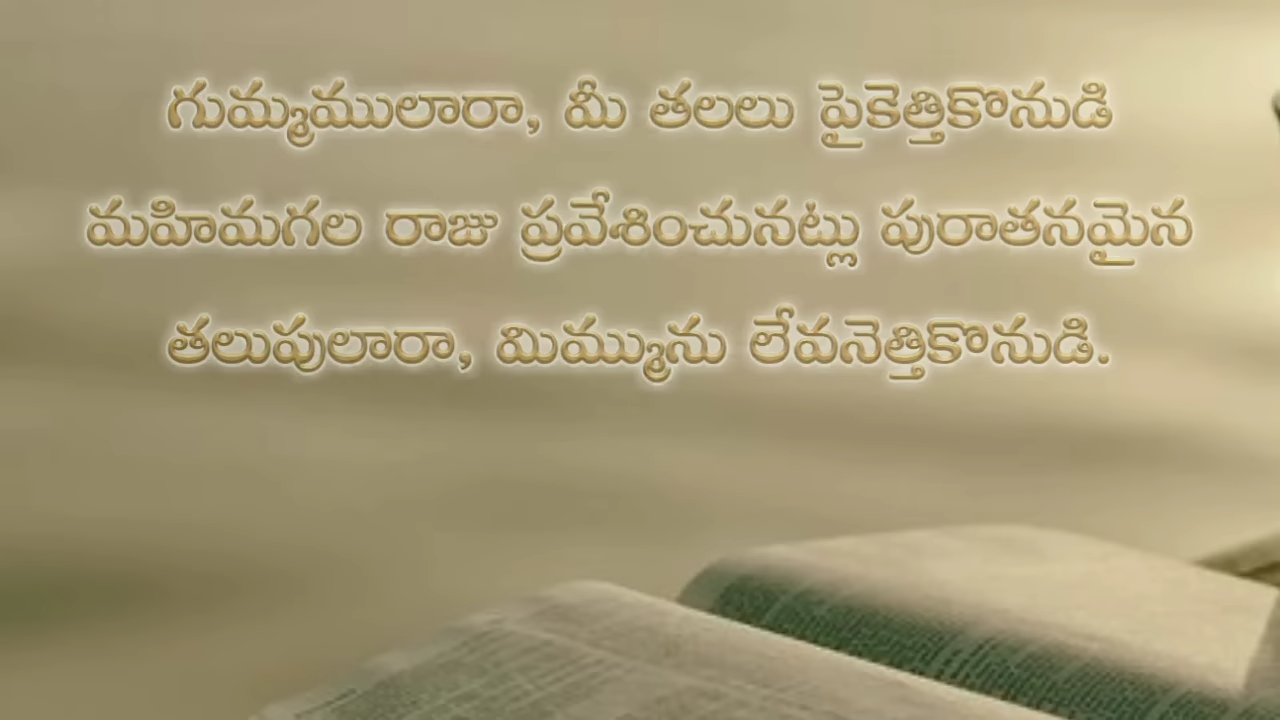 గుమ్మములారా, మీ తలలు పైకెత్తికొనుడి
మహిమగల రాజు ప్రవేశించునట్లు పురాతనమైన
తలుపులారా, మిమ్మును లేవనెత్తికొనుడి.